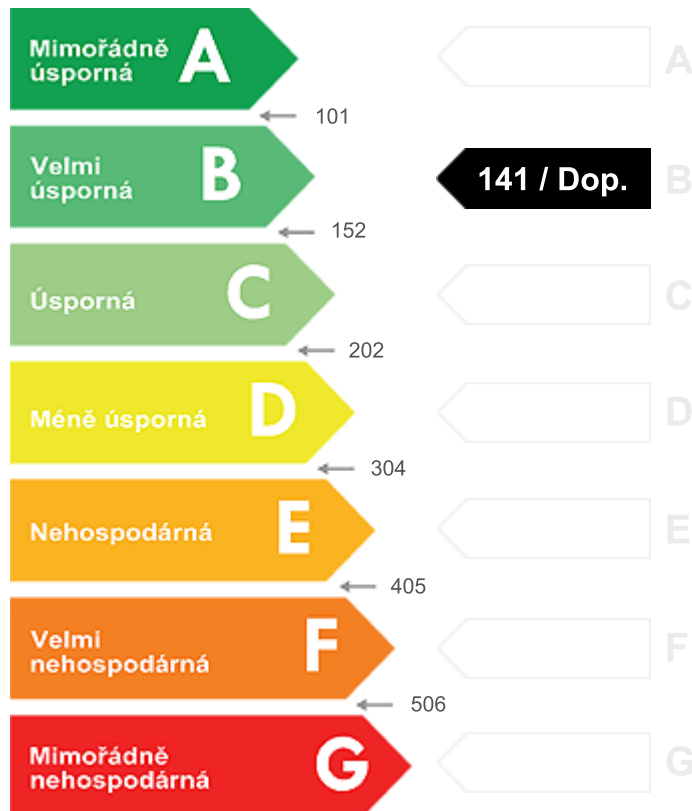 Mimořádně
úsporná
A
A
101
Velmi
úsporná
B
141 / Dop.
B
152
Úsporná
C
C
202
Méně úsporná
D
D
304
Nehospodárná
E
E
405
Velmi
nehospodárná
F
F
506
Mimořádně
nehospodárná
G
G